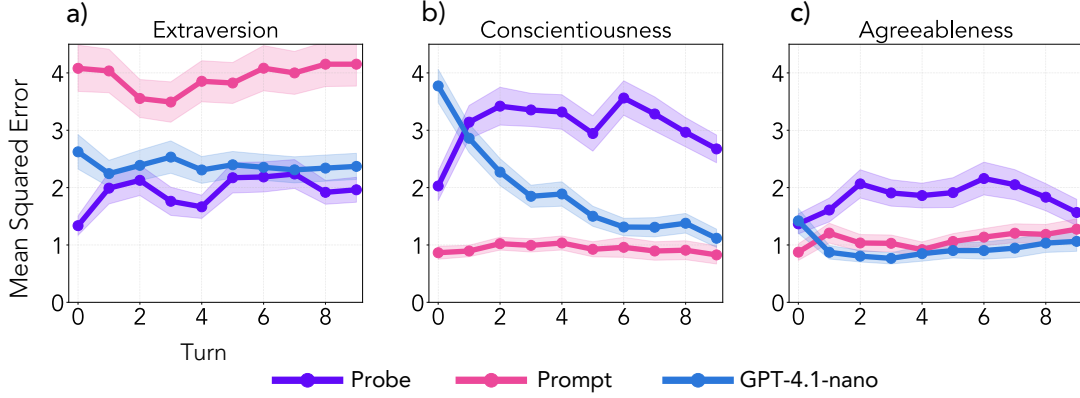 a)
Extraversion
b)
Conscientiousness
c)
Agreeableness
Mean Squared Error
4
3
2
1
0
0 2 4 6 8
4
3
2
1
0
0 2 4 6 8
4
3
2
1
0
0 2 4 6 8
Turn
Probe
Prompt
GPT-4.1-nano